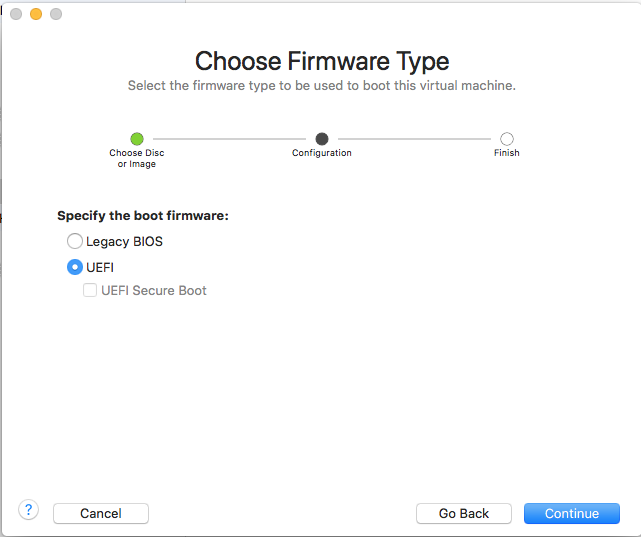 Choose Firmware Type
Select the firmware type to be used to boot this virtual machine.
Choose Disc
or Image
Configuration
Finish
Specify the boot firmware:
Legacy BIOS
UEFI
UEFI Secure Boot
?
Cancel
Go Back
Continue